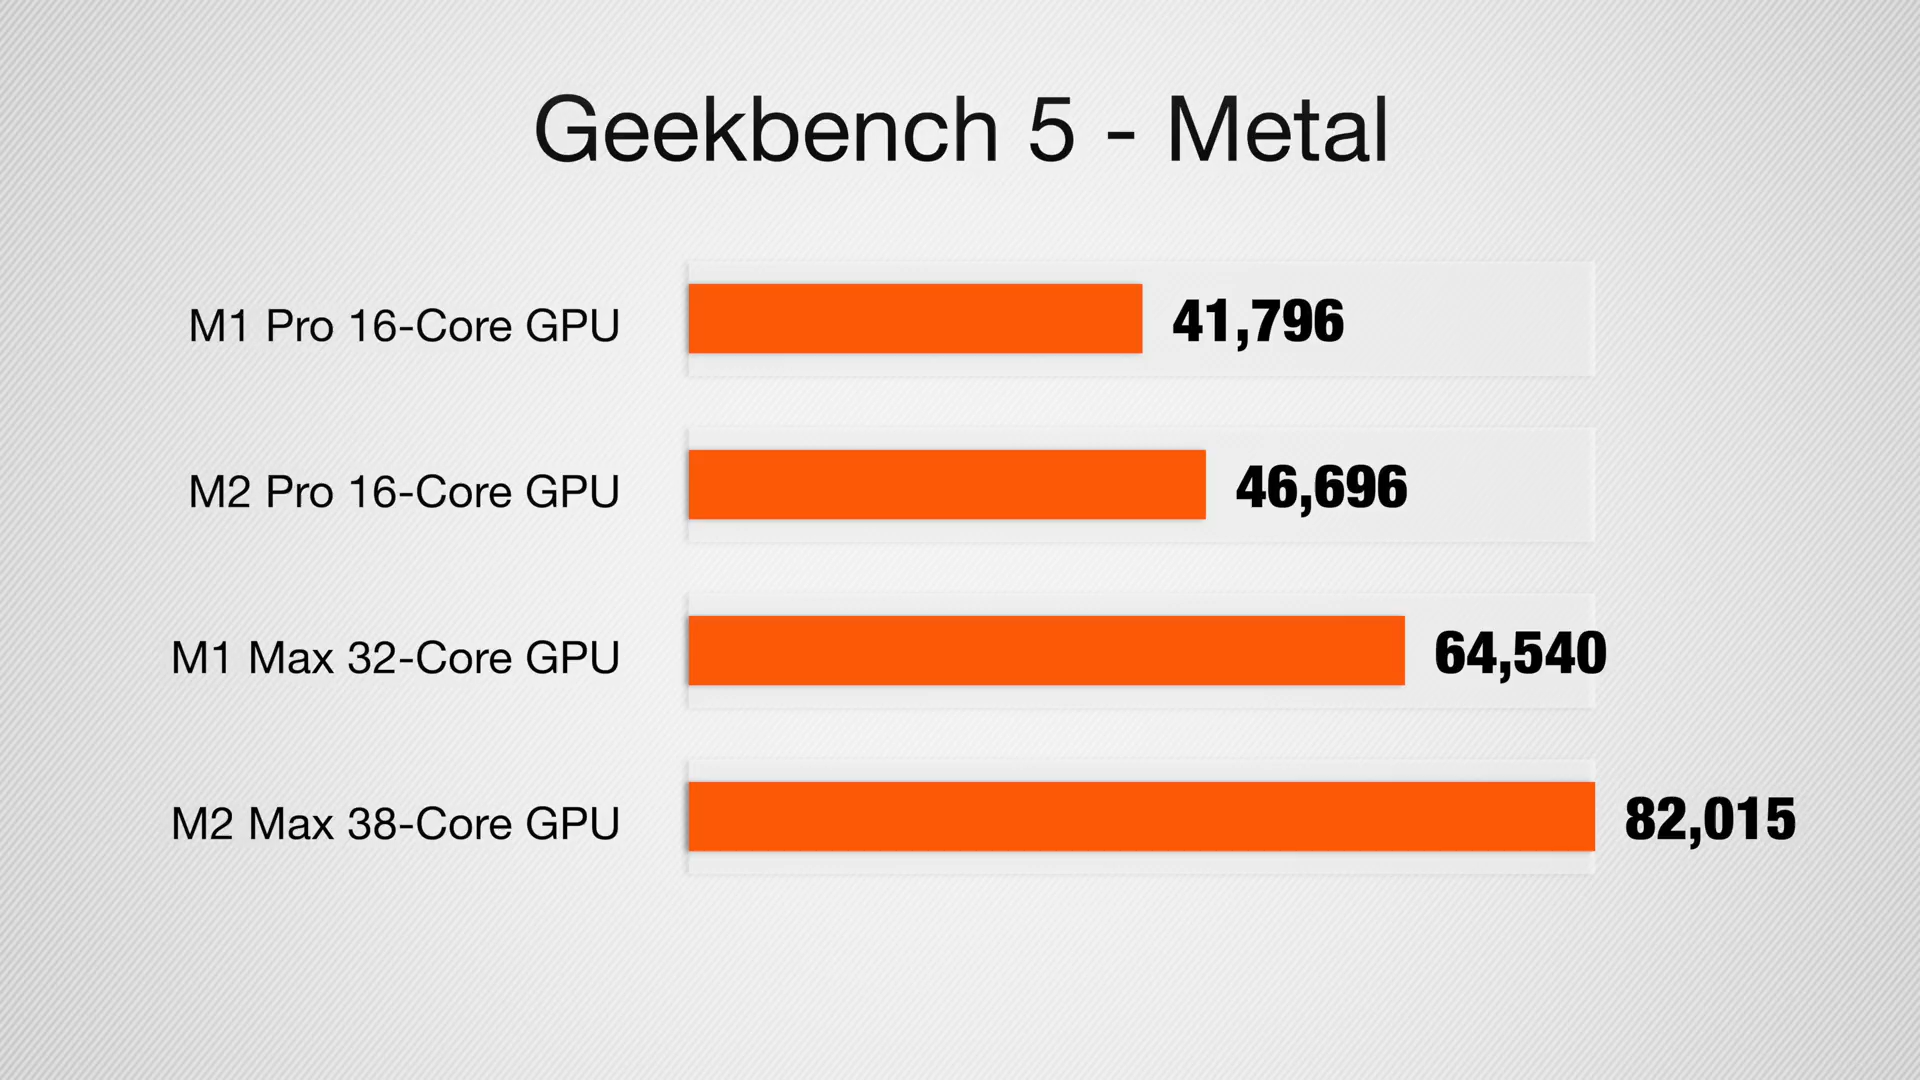 Geekbench 5 - Metal
M1 Pro 16-Core GPU 41,796
M2 Pro 16-Core GPU 46,696
M1 Max 32-Core GPU 64,540
M2 Max 38-Core GPU 82,015